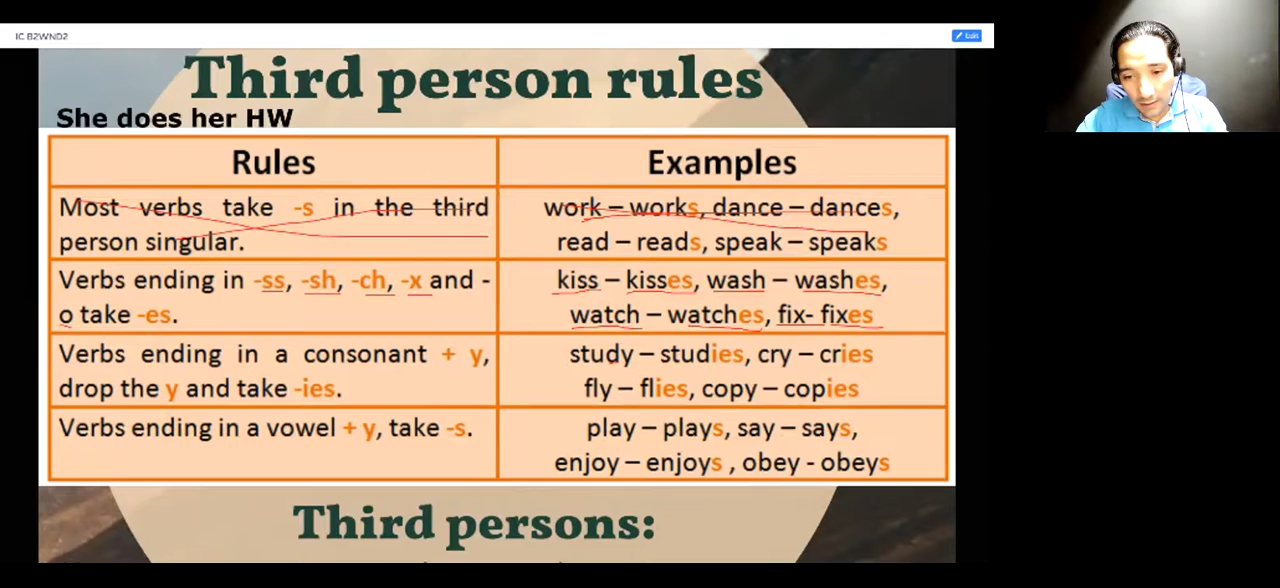 IC B2WND2
Edit
Third person rules
She does her HW
Rules
Examples
Most verbs take -s in the third
person singular.
work – works, dance – dances,
read – reads, speak – speaks
Verbs ending in -ss, -sh, -ch, -x and -
o take -es.
kiss – kisses, wash – washes,
watch – watches, fix- fixes
Verbs ending in a consonant + y,
drop the y and take -ies.
study – studies, cry – cries
fly – flies, copy – copies
Verbs ending in a vowel + y, take -s.
play – plays, say – says,
enjoy – enjoys , obey - obeys
Third persons: